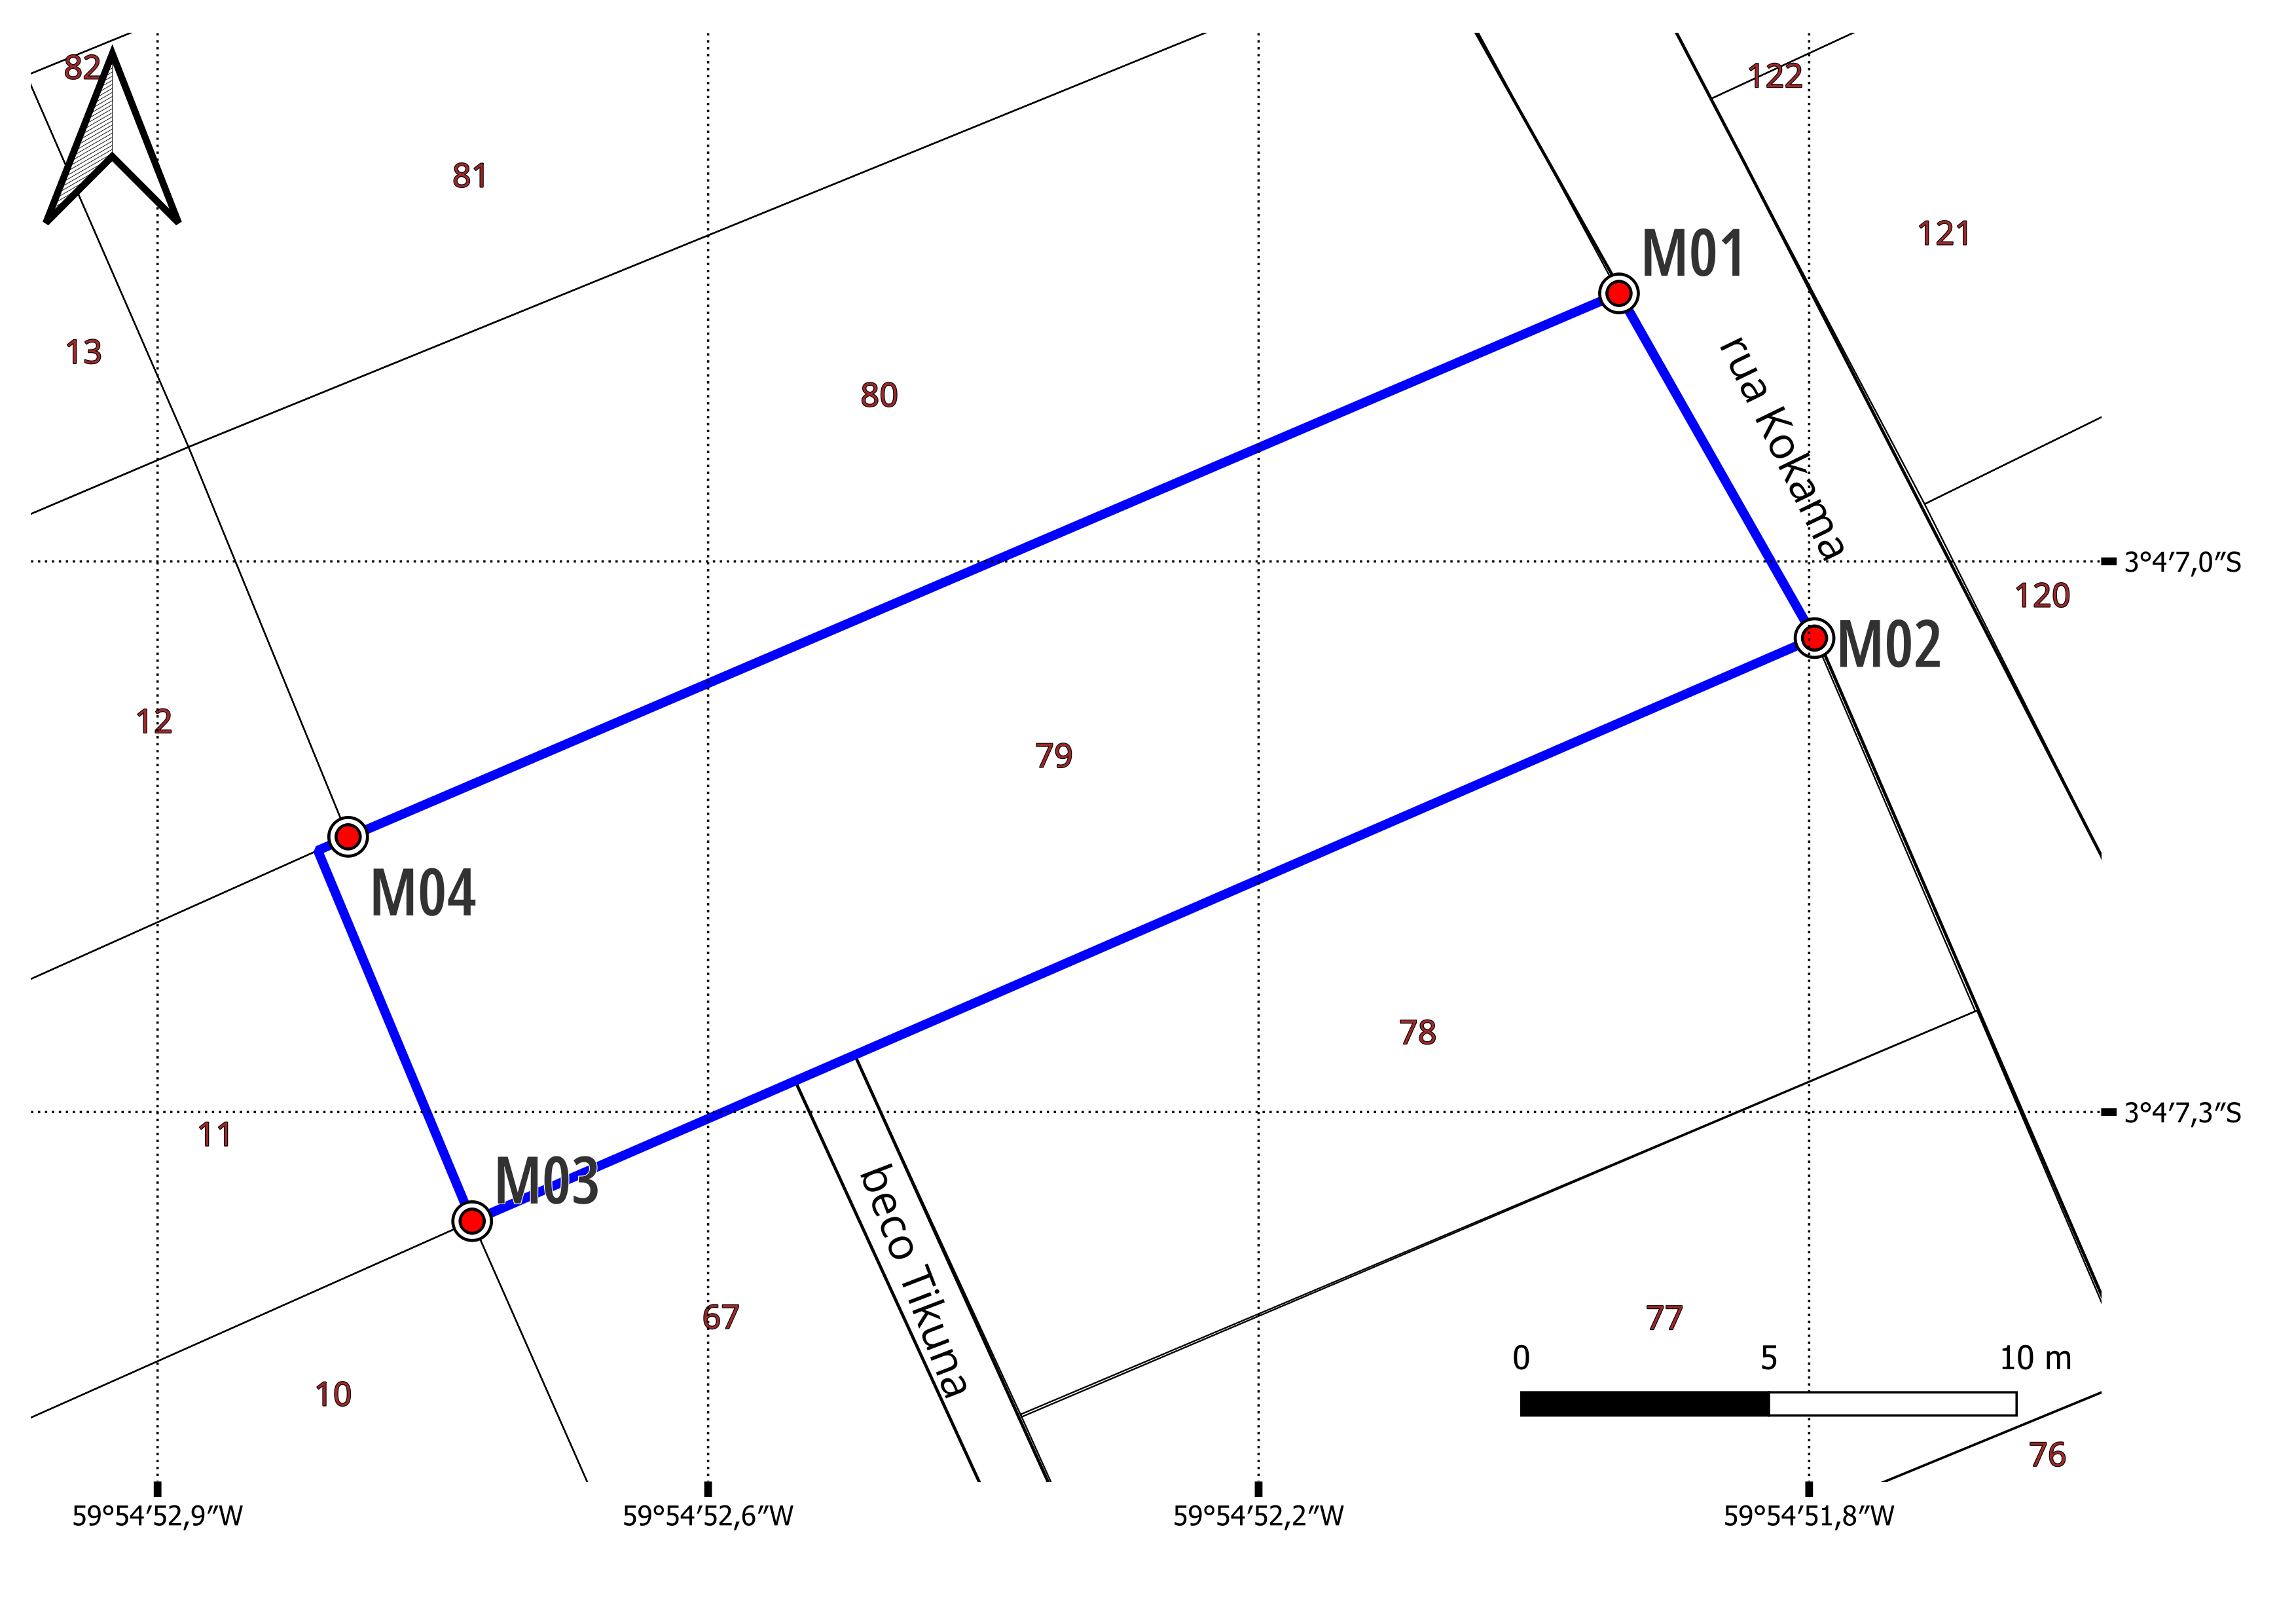 82
122
81
121
M01
13
rua Kokama
80
3°4′7,0″S
120
M02
12
79
M04
78
3°4′7,3″S
11
M03
beco Tikuna
67
77
0 5 10 m
10
76
59°54′52,9″W 59°54′52,6″W 59°54′52,2″W 59°54′51,8″W